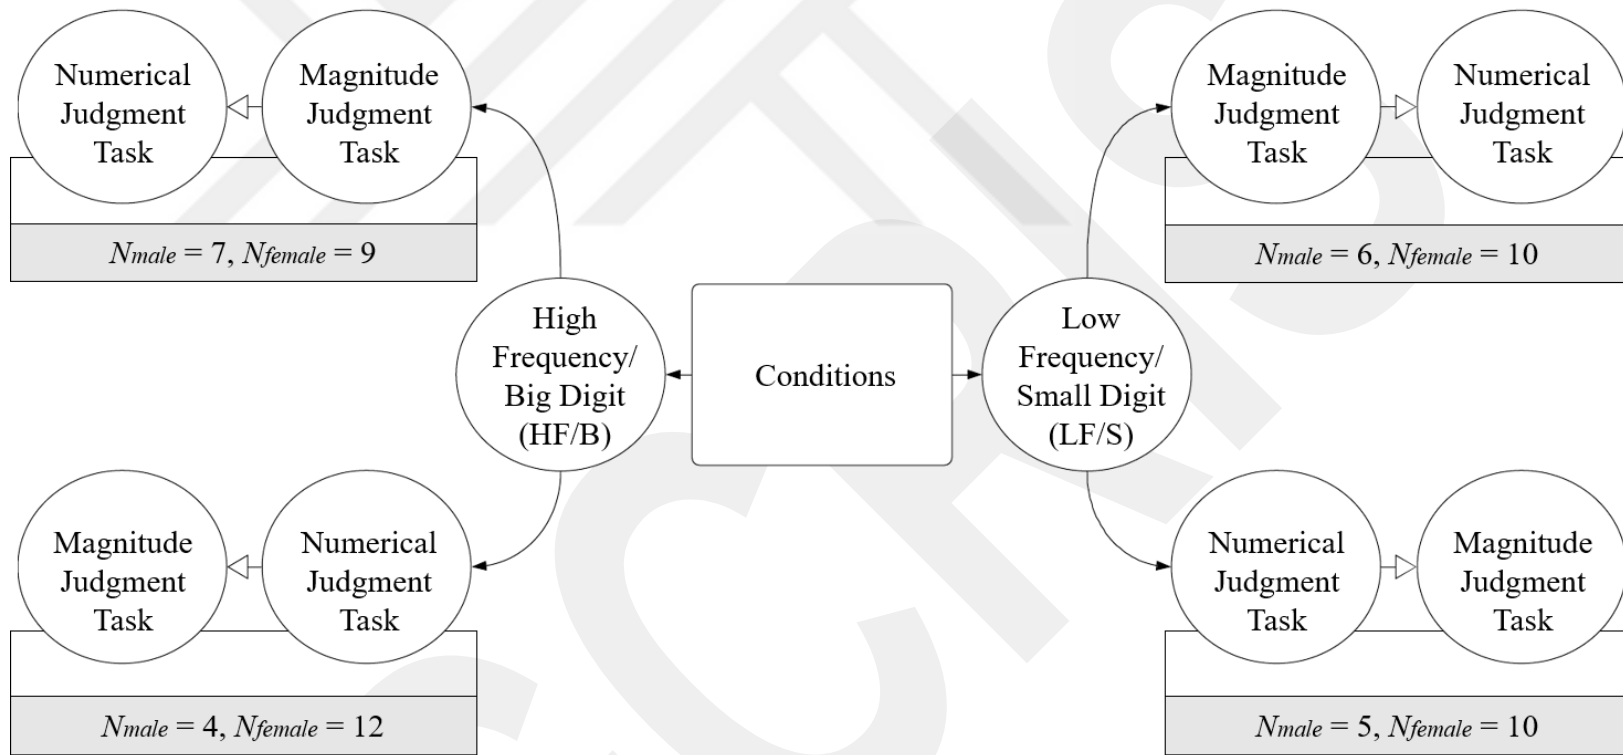 Numerical
Judgment
Task
Magnitude
Judgment
Task
Nmale = 7, Nfemale = 9
Magnitude
Judgment
Task
Numerical
Judgment
Task
Nmale = 6, Nfemale = 10
High
Frequency/
Big Digit
(HF/B)
Conditions
Low
Frequency/
Small Digit
(LF/S)
Magnitude
Judgment
Task
Numerical
Judgment
Task
Nmale = 4, Nfemale = 12
Numerical
Judgment
Task
Magnitude
Judgment
Task
Nmale = 5, Nfemale = 10